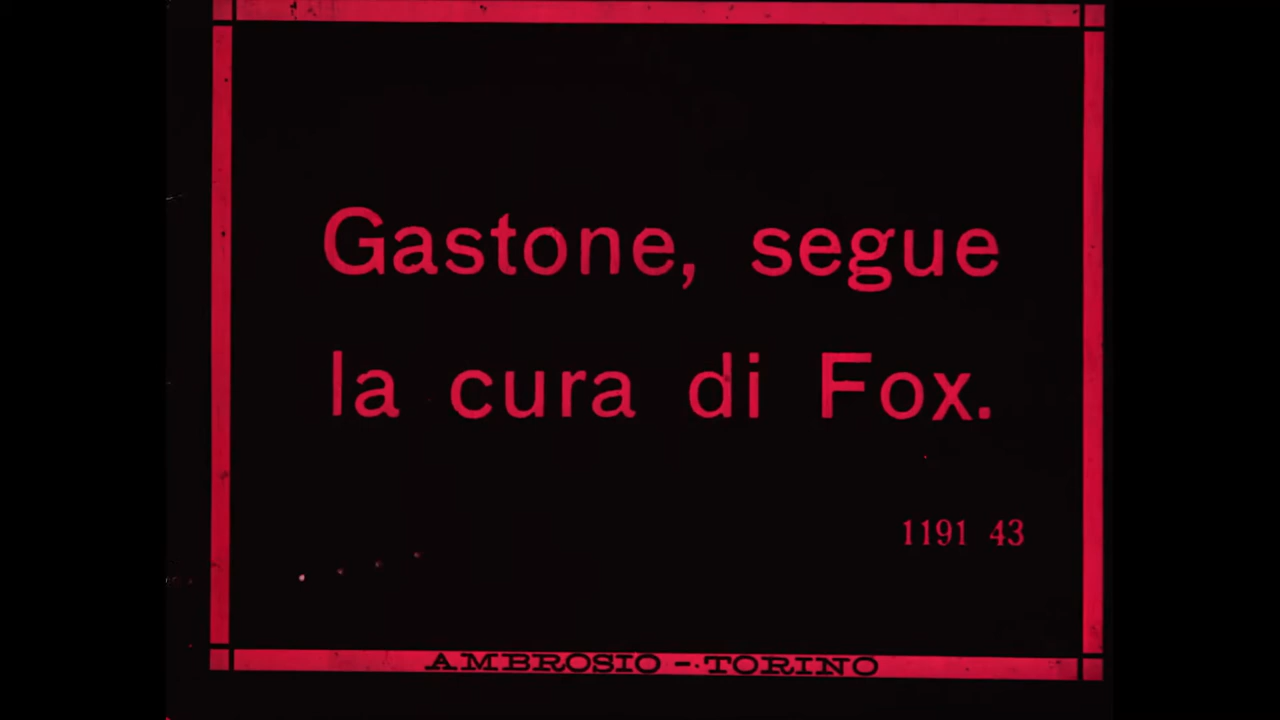 Gastone, segue
la cura di Fox.
1191 43
AMBROSIO - TORINO